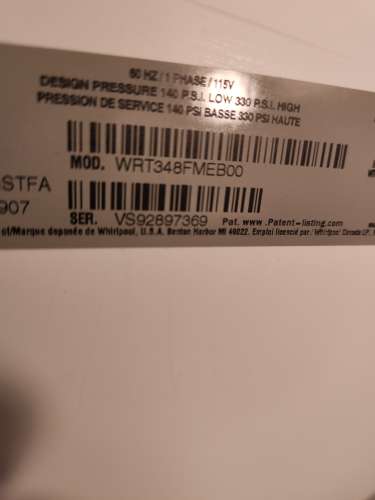 60 HZ / 1 PHASE / 115V
DESIGN PRESSURE 140 P.S.I. LOW 330 P.S.I. HIGH
PRESSION DE SERVICE 140 PSI BASSE 330 PSI HAUTE
MOD. WRT348FMEB00
STFA
907
SER. VS92897369 Pat. www.Patent-listing.com
of/Marque deponée de Whirlpool, U.S.A. Benton Harbor MI 49022. Emploi licencié par Whirlpool Canada LP.